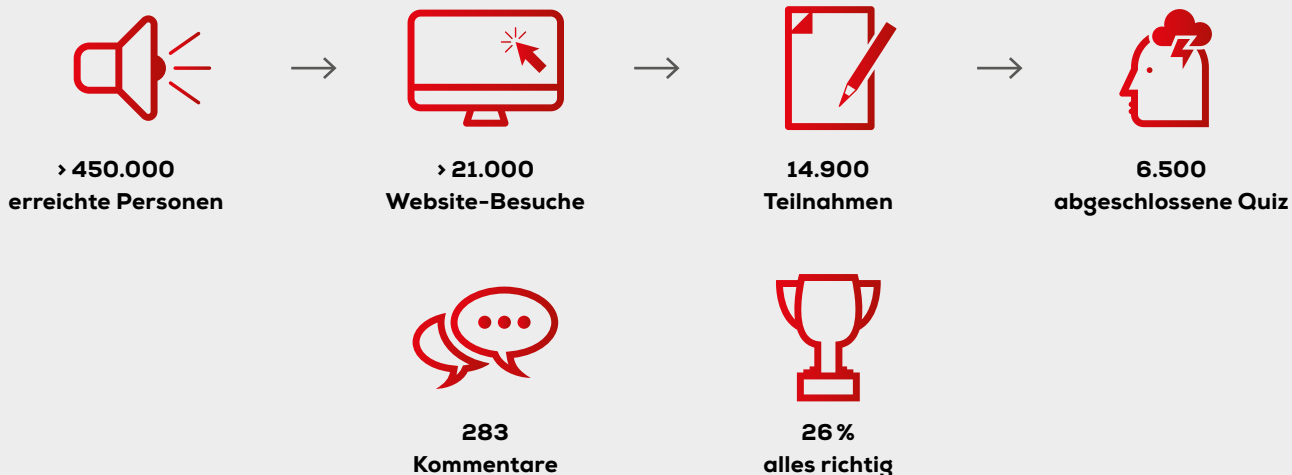 › 450.000
erreichte Personen
› 21.000
Website-Besuche
14.900
Teilnahmen
6.500
abgeschlossene Quiz
283
Kommentare
26 %
alles richtig